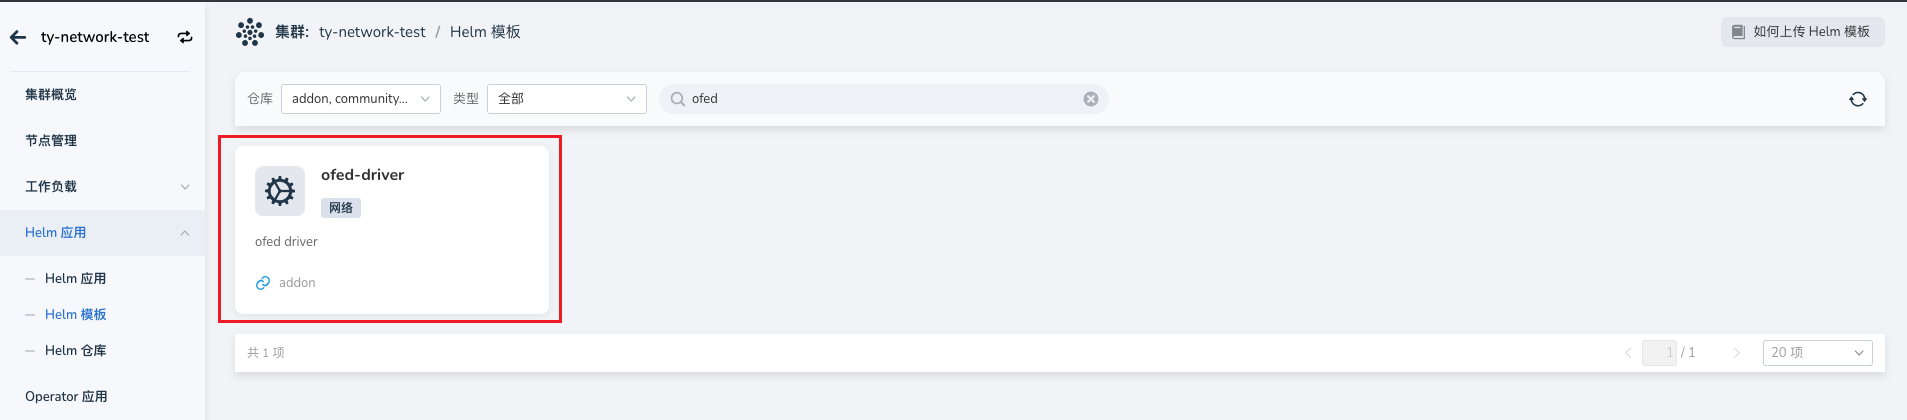 ty-network-test
集群概览
节点管理
工作负载
Helm 应用
Helm 应用
Helm 模板
Helm 仓库
Operator 应用
集群: ty-network-test / Helm 模板
如何上传 Helm 模板
仓库 addon, community... 类型 全部 ofed
ofed-driver
网络
ofed driver
addon
共 1 项
1 / 1
20 项